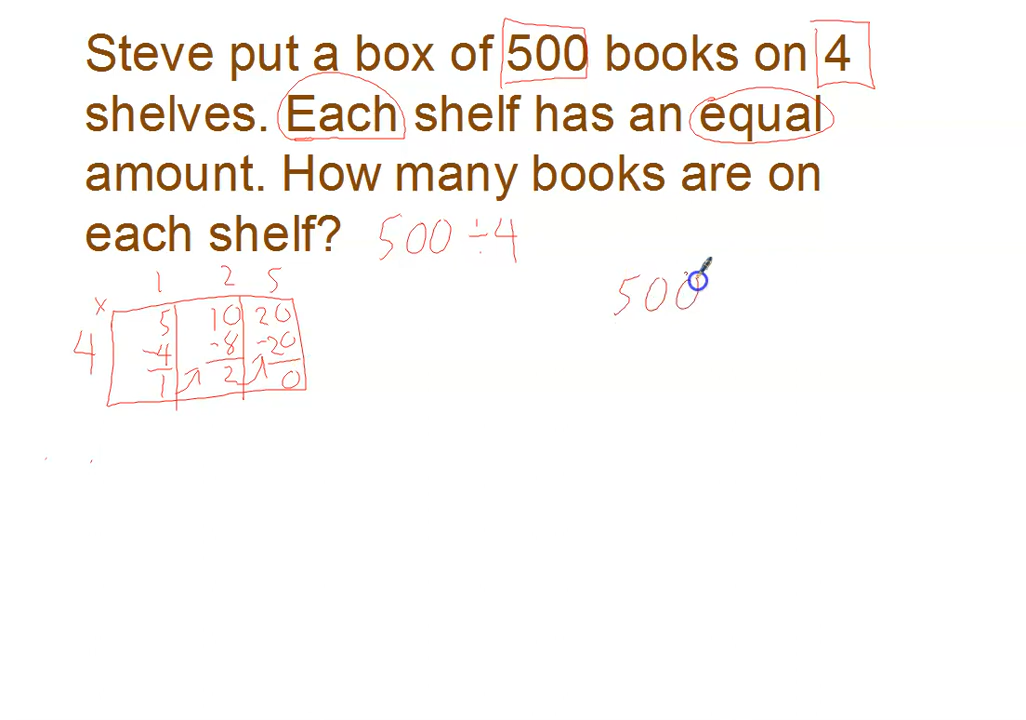 Steve put a box of 500 books on 4
shelves. Each shelf has an equal
amount. How many books are on
each shelf? 500 ÷ 4
1 2 5
x
500
5 10 20
4
-4 -8 -20
1 2 0